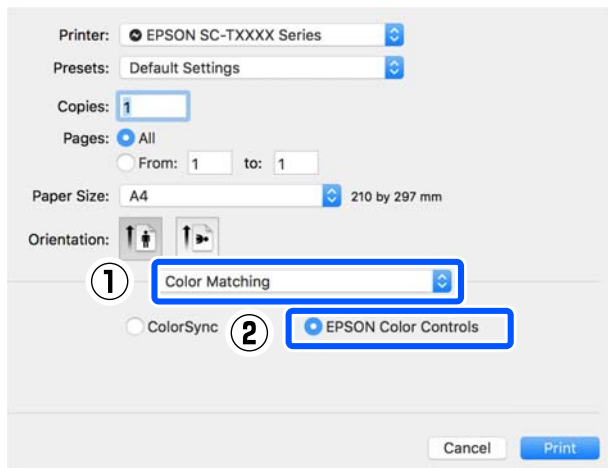 Printer: EPSON SC-TXXXX Series
Presets: Default Settings
Copies: 1
Pages: All
From: 1 to: 1
Paper Size: A4 210 by 297 mm
Orientation:
① Color Matching
ColorSync ② EPSON Color Controls
Cancel Print